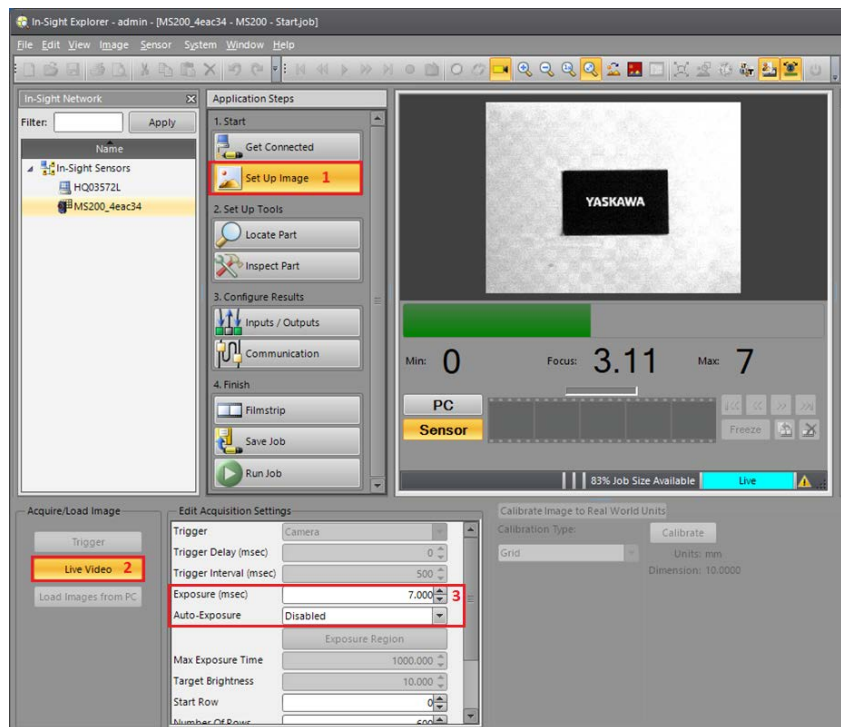 In-Sight Explorer - admin - [MS200_4eac34 - MS200 - Start.job]
File Edit View Image Sensor System Window Help
In-Sight Network
Filter:
Apply
Name
In-Sight Sensors
HQ03572L
MS200_4eac34
Application Steps
1. Start
Get Connected
Set Up Image 1
2. Set Up Tools
Locate Part
Inspect Part
3. Configure Results
Inputs / Outputs
Communication
4. Finish
Filmstrip
Save Job
Run Job
YASKAWA
Min: 0 Focus: 3.11 Max: 7
PC
Sensor
Freeze
83% Job Size Available Live
Acquire/Load Image
Trigger
Live Video 2
Load Images from PC
Edit Acquisition Settings
Trigger Camera
Trigger Delay (msec) 0
Trigger Interval (msec) 500
Exposure (msec) 7.000 3
Auto-Exposure Disabled
Exposure Region
Max Exposure Time 1000.000
Target Brightness 10.000
Start Row 0
Number Of Rows 600
Calibrate Image to Real World Units
Calibration Type:
Calibrate
Grid
Units: mm
Dimension: 10.0000